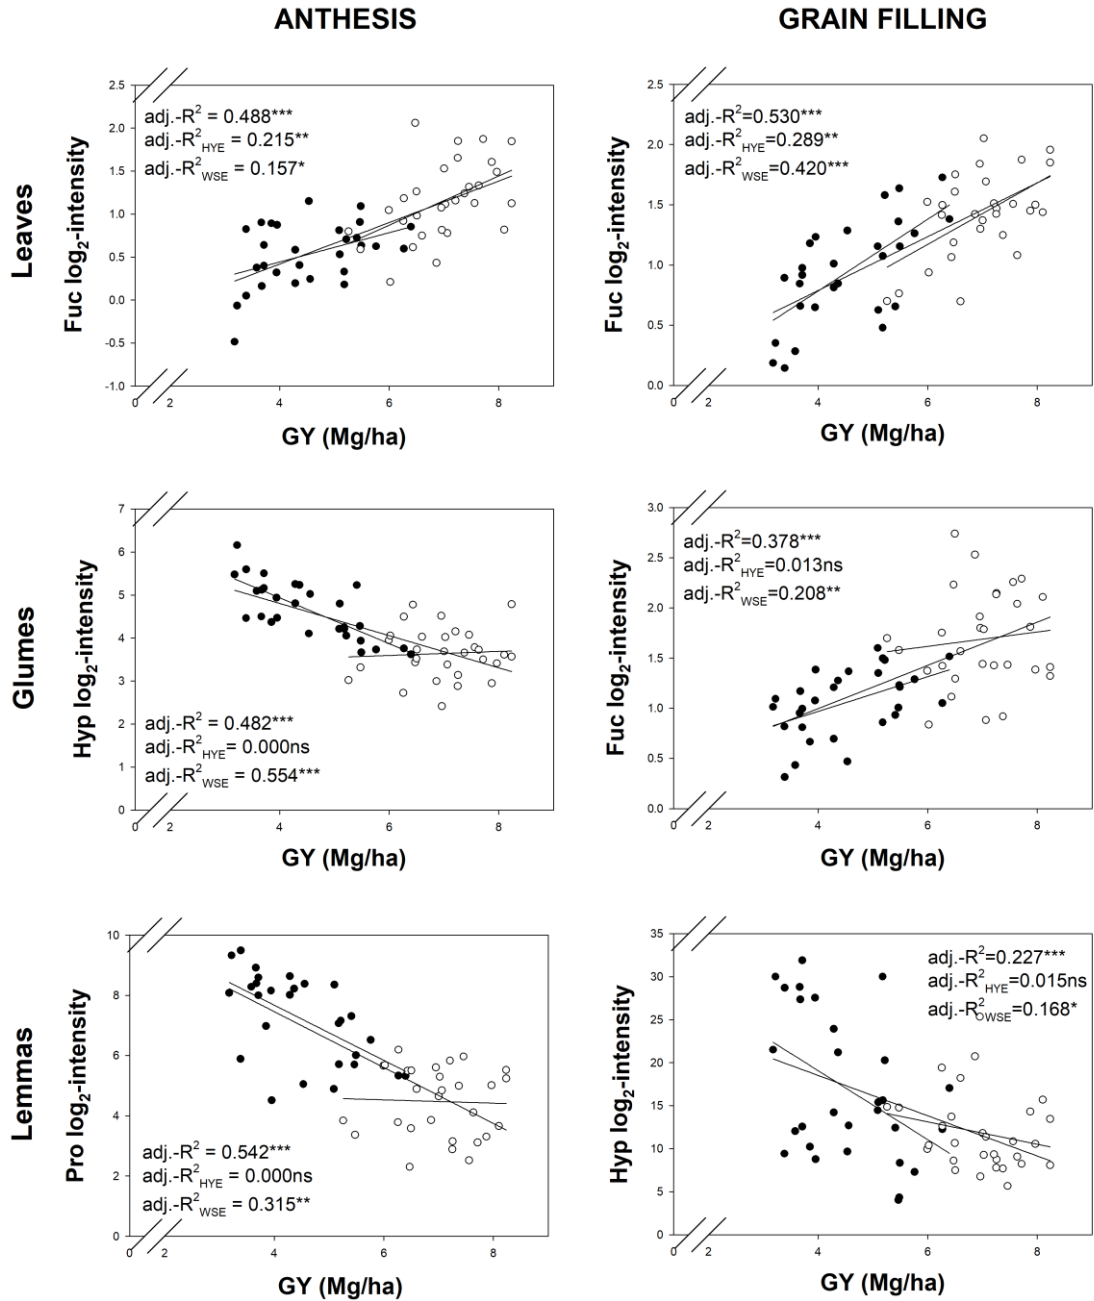 ANTHESIS
GRAIN FILLING
Leaves
Fuc log2-intensity
2.5
2.0
1.5
1.0
0.5
0.0
-0.5
-1.0
adj.-R2 = 0.488***
adj.-R2HYE = 0.215**
adj.-R2WSE = 0.157*
0 2 4 6 8
GY (Mg/ha)
Fuc log2-intensity
2.5
2.0
1.5
1.0
0.5
0.0
adj.-R2=0.530***
adj.-R2HYE = 0.289**
adj.-R2WSE = 0.420***
0 2 4 6 8
GY (Mg/ha)
Glumes
Hyp log2-intensity
7
6
5
4
3
2
1
0
adj.-R2 = 0.482***
adj.-R2HYE = 0.000ns
adj.-R2WSE = 0.554***
0 2 4 6 8
GY (Mg/ha)
Fuc log2-intensity
3.0
2.5
2.0
1.5
1.0
0.5
0.0
adj.-R2=0.378***
adj.-R2HYE=0.013ns
adj.-R2WSE=0.208**
0 2 4 6 8
GY (Mg/ha)
Lemmas
Pro log2-intensity
10
8
6
4
2
0
adj.-R2 = 0.542***
adj.-R2HYE = 0.000ns
adj.-R2WSE = 0.315**
0 2 4 6 8
GY (Mg/ha)
Hyp log2-intensity
35
30
25
20
15
10
5
0
adj.-R2=0.227***
adj.-R2HYE=0.015ns
adj.-R2WSE=0.168*
0 2 4 6 8
GY (Mg/ha)